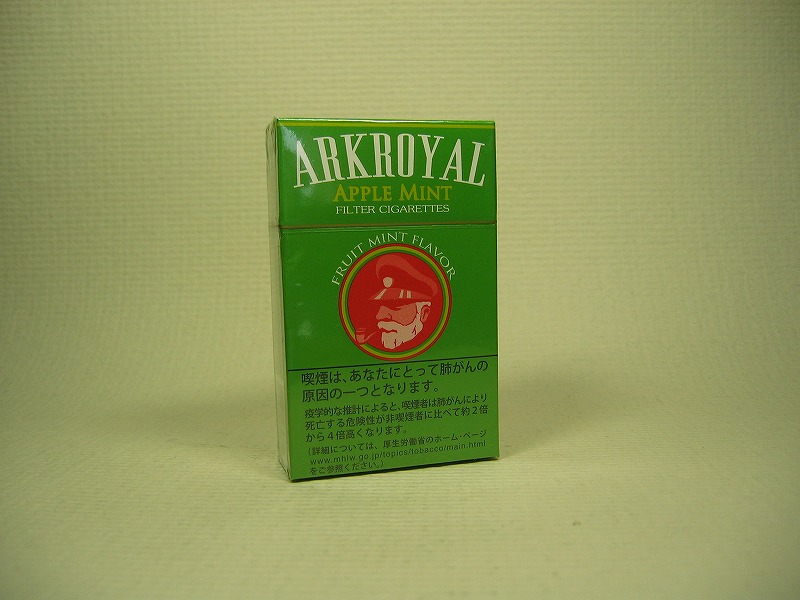 ARKROYAL
APPLE MINT
FILTER CIGARETTES
FRUIT MINT FLAVOR
喫煙は、あなたにとって肺がんの
原因の一つとなります。
疫学的な推計によると、喫煙者は肺がんにより
死亡する危険性が非喫煙者に比べて約2倍
から4倍高くなります。
(詳細については、厚生労働省のホーム・ページ
www.mhlw.go.jp/topics/tobacco/main.html
をご参照ください。)